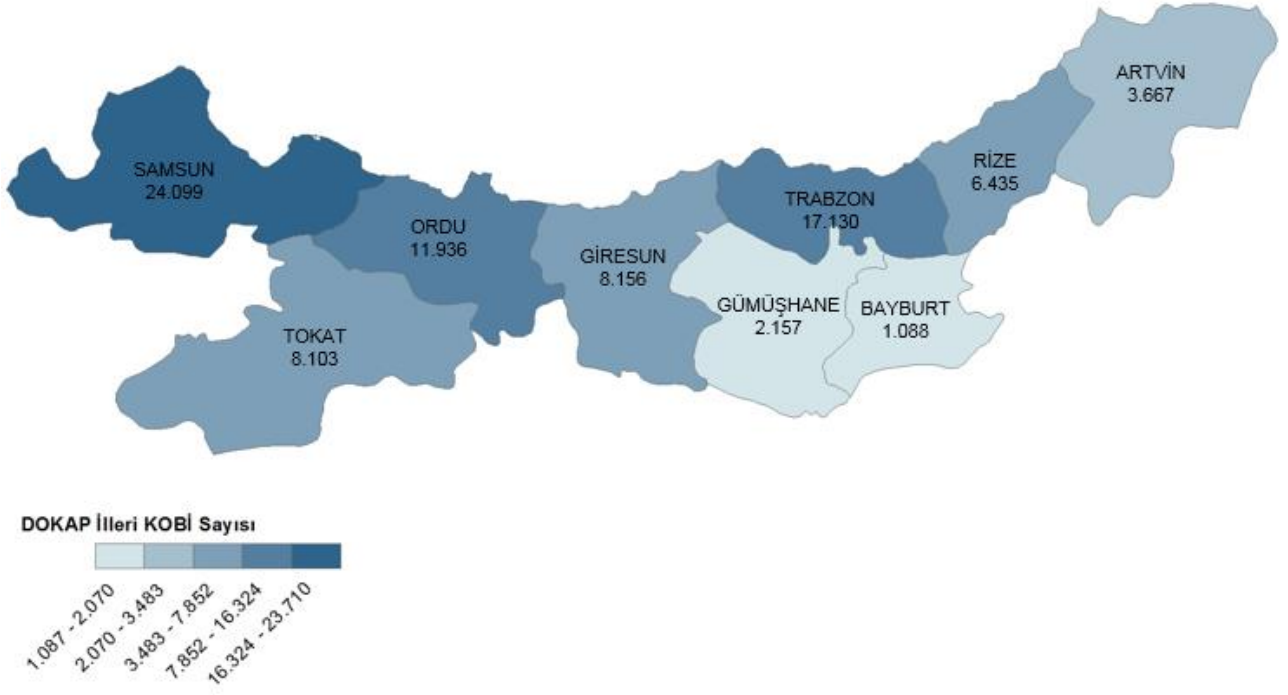 ARTVİN
3.667
SAMSUN
24.099
RİZE
6.435
TRABZON
17.130
ORDU
11.936
GİRESUN
8.156
GÜMÜŞHANE
2.157
BAYBURT
1.088
TOKAT
8.103
DOKAP İlleri KOBİ Sayısı
1.087 - 2.070
2.070 - 3.483
3.483 - 7.852
7.852 - 16.324
16.324 - 23.710